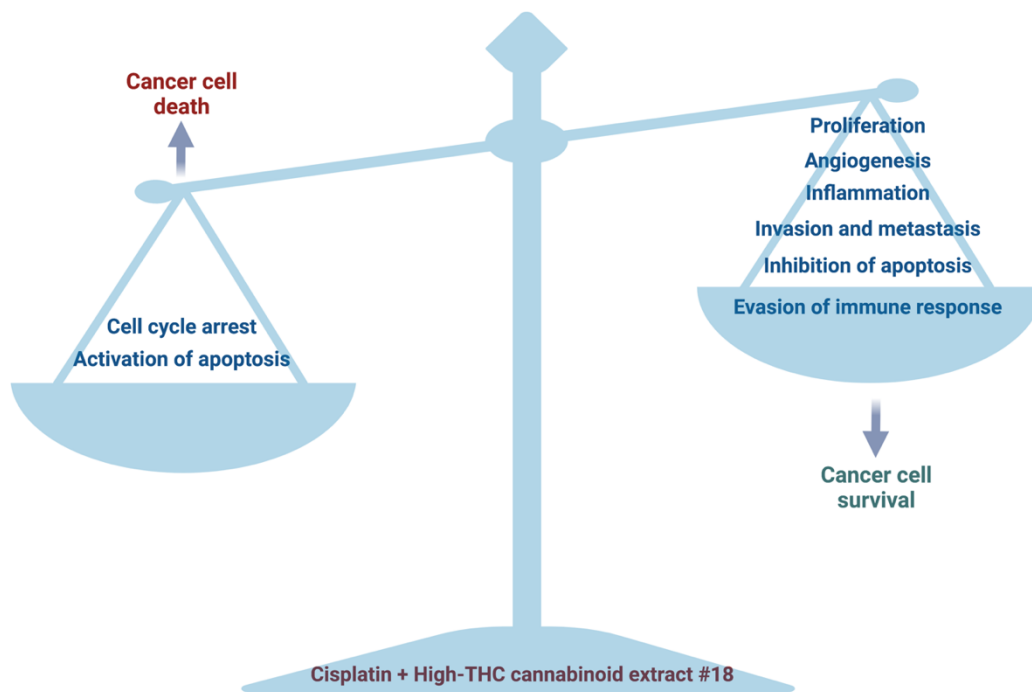 Cancer cell
death
Cell cycle arrest
Activation of apoptosis
Proliferation
Angiogenesis
Inflammation
Invasion and metastasis
Inhibition of apoptosis
Evasion of immune response
Cancer cell
survival
Cisplatin + High-THC cannabinoid extract #18